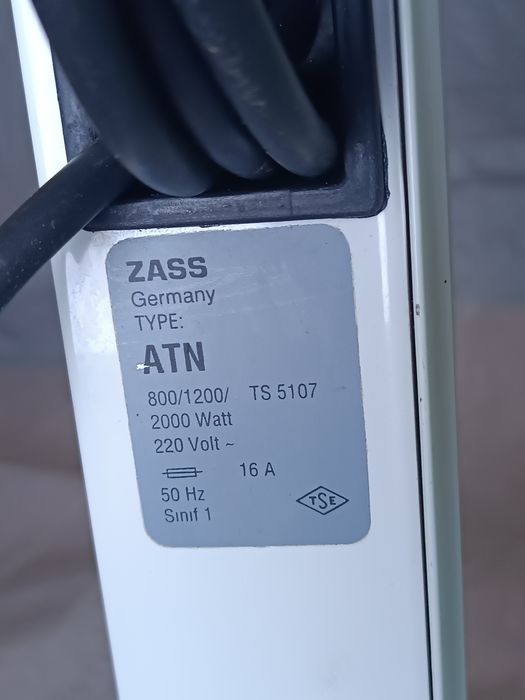 ZASS
Germany
TYPE:
ATN
800/1200/ TS 5107
2000 Watt
220 Volt ~
16 A
50 Hz
Sınıf 1
TSE